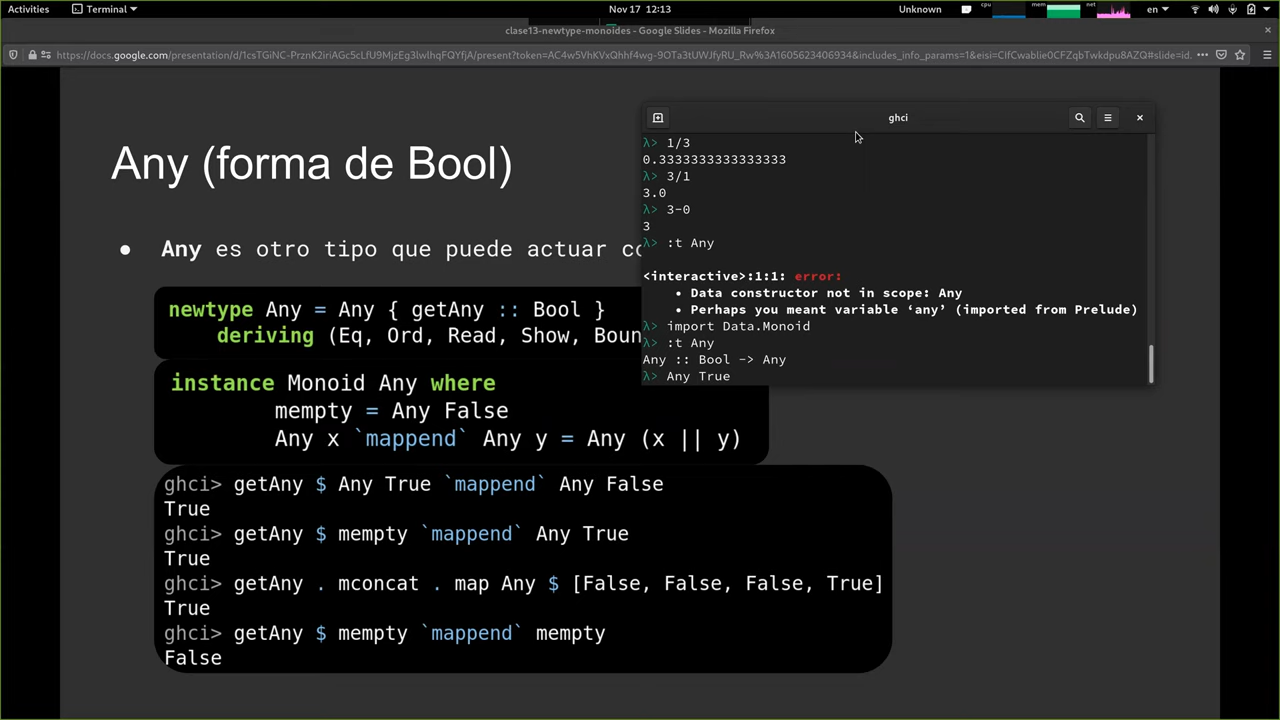 Activities
Terminal
Nov 17 12:13
Unknown
cpu
mem
net
en
clase13-newtype-monoides - Google Slides - Mozilla Firefox
Any (forma de Bool)
● Any es otro tipo que puede actuar co
newtype Any = Any { getAny :: Bool }
deriving (Eq, Ord, Read, Show, Boun
instance Monoid Any where
mempty = Any False
Any x `mappend` Any y = Any (x || y)
ghci> getAny $ Any True `mappend` Any False
True
ghci> getAny $ mempty `mappend` Any True
True
ghci> getAny . mconcat . map Any $ [False, False, False, True]
True
ghci> getAny $ mempty `mappend` mempty
False
ghci
λ> 1/3
0.3333333333333333
λ> 3/1
3.0
λ> 3-0
3
λ> :t Any
<interactive>:1:1: error:
• Data constructor not in scope: Any
• Perhaps you meant variable ‘any’ (imported from Prelude)
λ> import Data.Monoid
λ> :t Any
Any :: Bool -> Any
λ> Any True